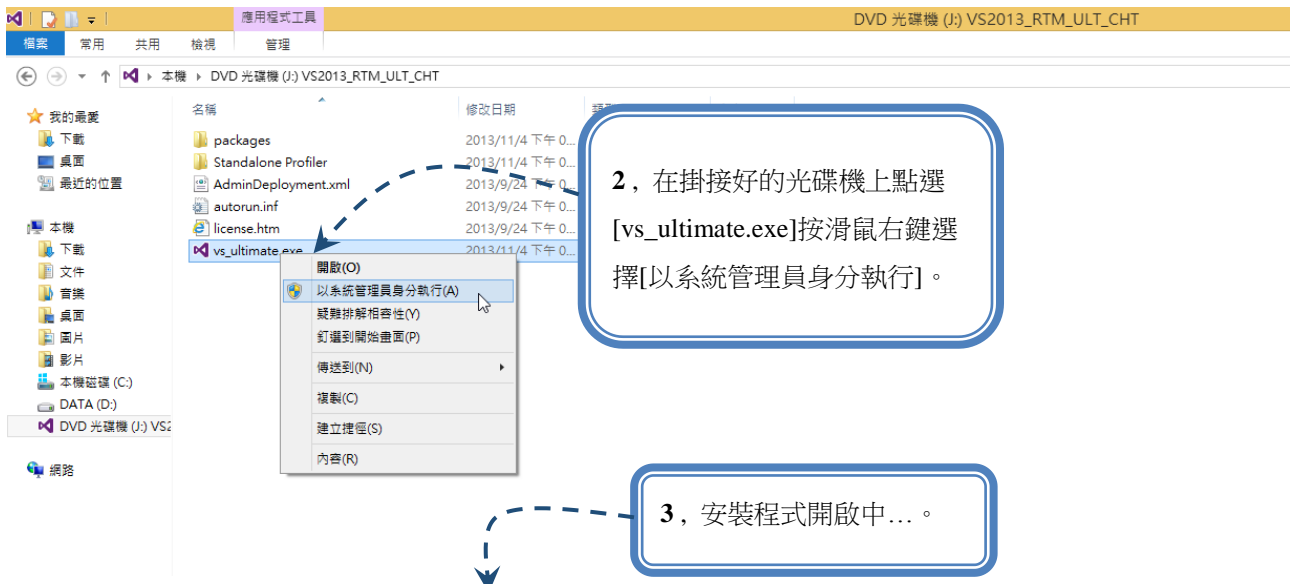 應用程式工具
DVD 光碟機 (J:) VS2013_RTM_ULT_CHT
檔案 常用 共用 檢視 管理
本機 DVD 光碟機 (J:) VS2013_RTM_ULT_CHT
名稱 修改日期
我的最愛
下載
桌面
最近的位置
本機
下載
文件
音樂
桌面
圖片
影片
本機磁碟 (C:)
DATA (D:)
DVD 光碟機 (J:) VS2
網路
packages 2013/11/4 下午 0...
Standalone Profiler 2013/11/4 下午 0...
AdminDeployment.xml 2013/9/24 下午 0...
autorun.inf 2013/9/24 下午 0...
license.htm 2013/9/24 下午 0...
vs_ultimate.exe 2013/11/4 下午 0...
開啟(O)
以系統管理員身分執行(A)
疑難排解相容性(Y)
釘選到開始畫面(P)
傳送到(N)
複製(C)
建立捷徑(S)
內容(R)
2，在掛接好的光碟機上點選
[vs_ultimate.exe]按滑鼠右鍵選
擇[以系統管理員身分執行]。
3，安裝程式開啟中…。